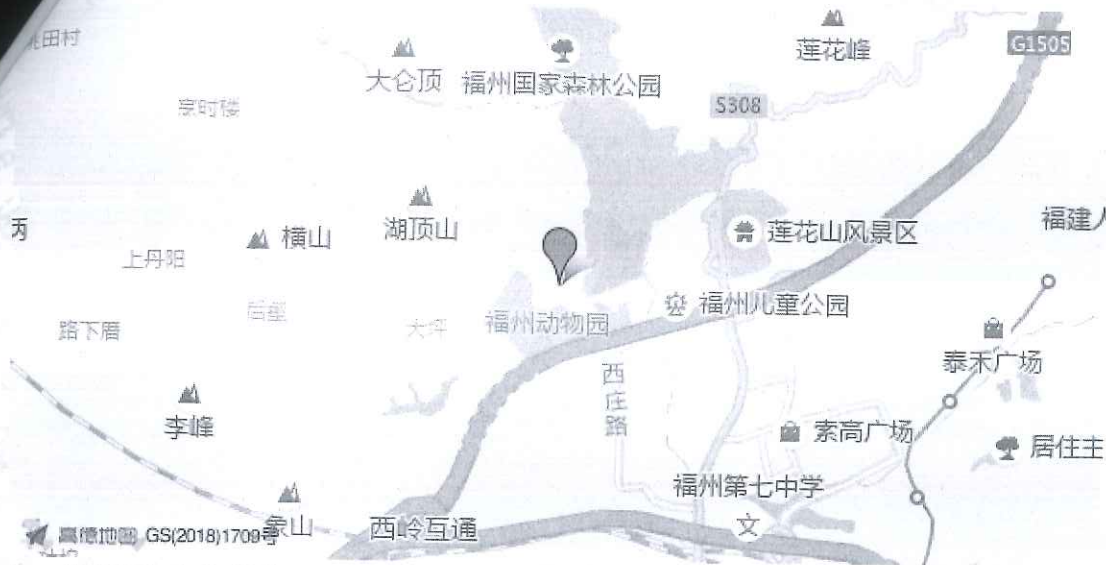 莲花峰
G1505
大仑顶
福州国家森林公园
S308
湖顶山
横山
上丹阳
莲花山风景区
福建
福州儿童公园
福州动物园
路下厝
大坪
泰禾广场
西庄路
李峰
索高广场
居住主
福州第七中学
文
象山
西岭互通
高德地图 GS(2018)1709号